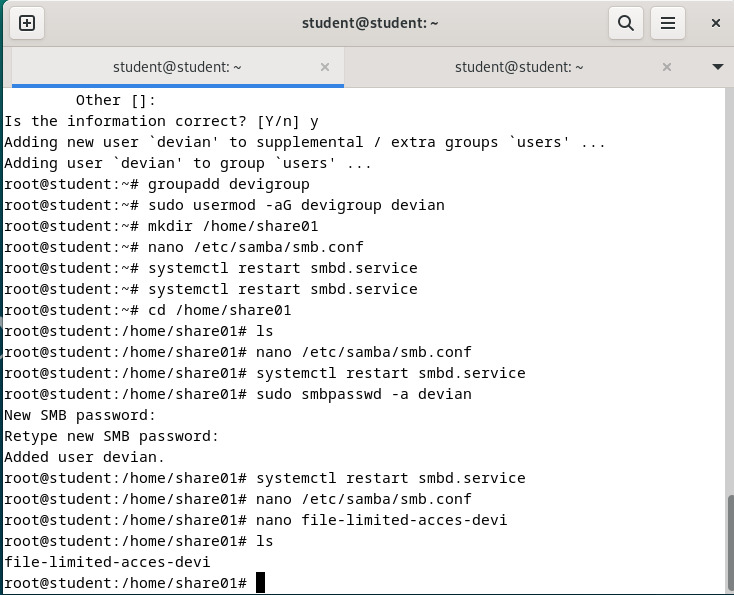 student@student: ~
student@student: ~
student@student: ~
Other []:
Is the information correct? [Y/n] y
Adding new user `devian' to supplemental / extra groups `users' ...
Adding user `devian' to group `users' ...
root@student:~# groupadd devigroup
root@student:~# sudo usermod -aG devigroup devian
root@student:~# mkdir /home/share01
root@student:~# nano /etc/samba/smb.conf
root@student:~# systemctl restart smbd.service
root@student:~# systemctl restart smbd.service
root@student:~# cd /home/share01
root@student:/home/share01# ls
root@student:/home/share01# nano /etc/samba/smb.conf
root@student:/home/share01# systemctl restart smbd.service
root@student:/home/share01# sudo smbpasswd -a devian
New SMB password:
Retype new SMB password:
Added user devian.
root@student:/home/share01# systemctl restart smbd.service
root@student:/home/share01# nano /etc/samba/smb.conf
root@student:/home/share01# nano file-limited-acces-devi
root@student:/home/share01# ls
file-limited-acces-devi
root@student:/home/share01#